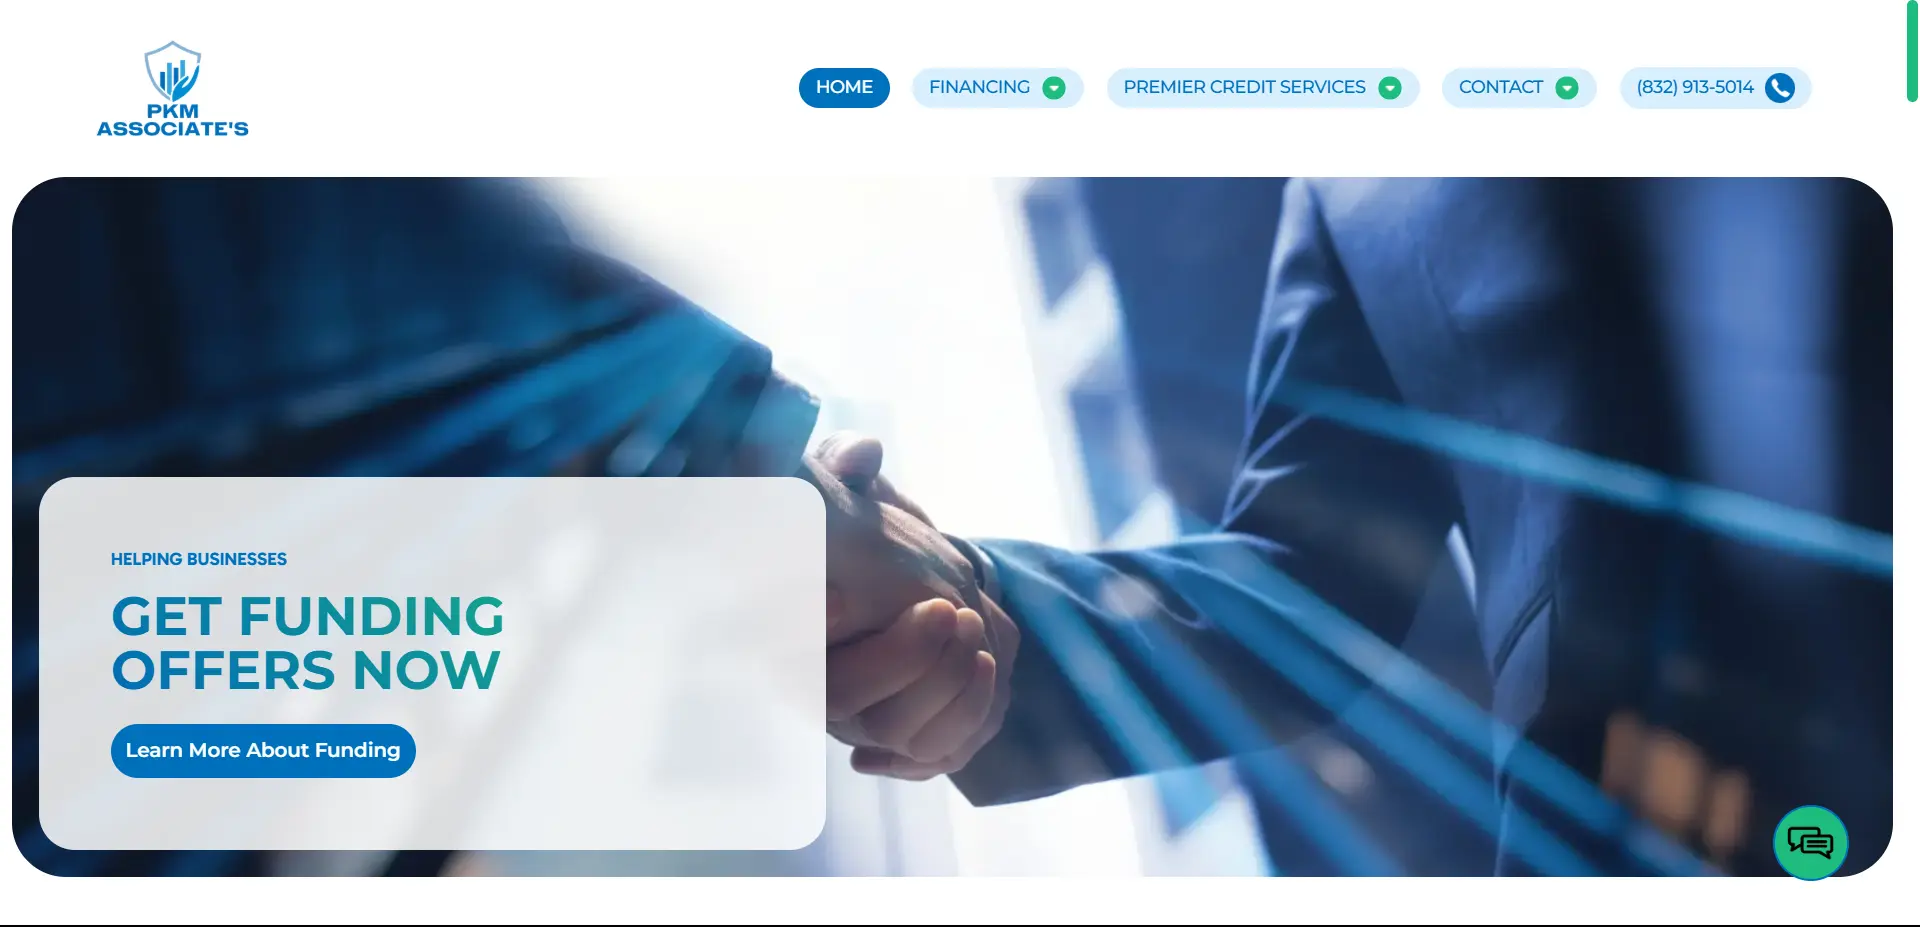 PKM
ASSOCIATE'S
HOME
FINANCING
PREMIER CREDIT SERVICES
CONTACT
(832) 913-5014
HELPING BUSINESSES
GET FUNDING
OFFERS NOW
Learn More About Funding